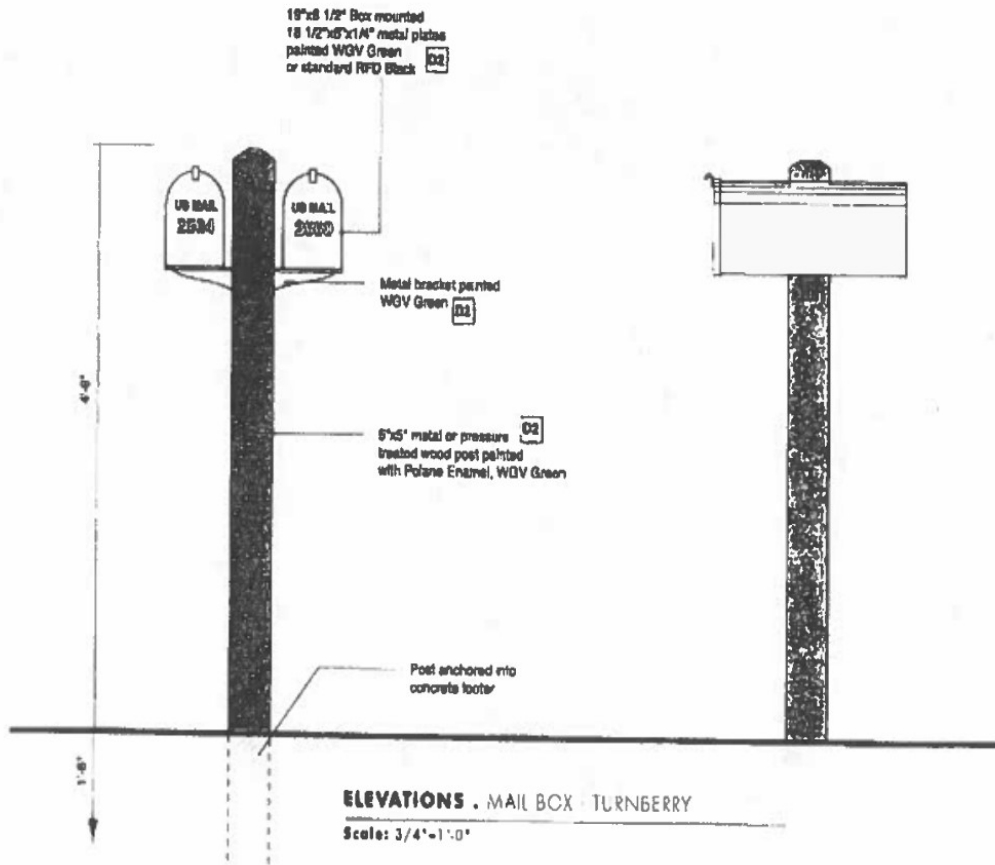 19"x8 1/2" Box mounted
18 1/2"x6"x1/4" metal plates
painted WGV Green
or standard RFD Black D2
US MAIL
2534
US MAIL
Metal bracket painted
WGV Green D2
5"x5" metal or pressure D2
treated wood post painted
with Polane Enamel, WGV Green
Post anchored into
concrete footer
1'-6"
ELEVATIONS . MAIL BOX TURNBERRY
Scale: 3/4"=1'-0"